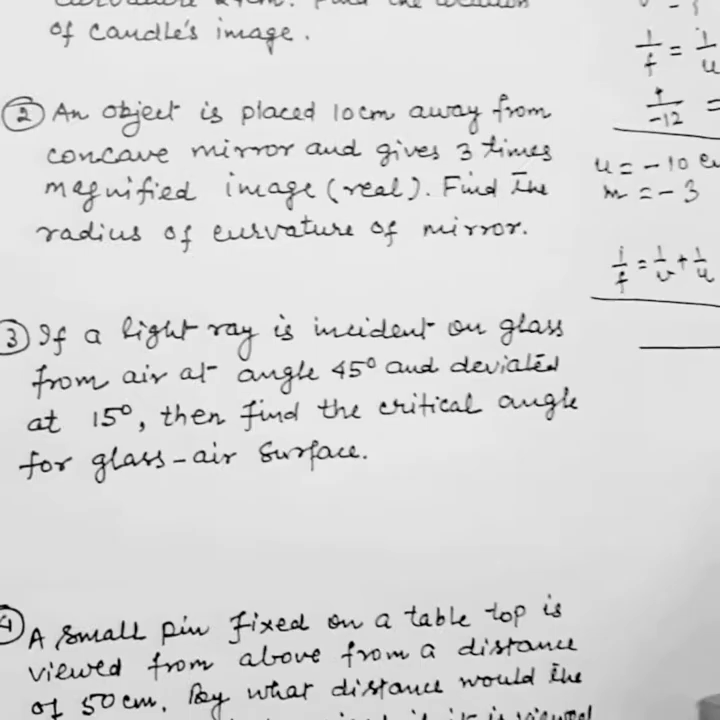 of candle's image.
② An object is placed 10cm away from
concave mirror and gives 3 times
magnified image (real). Find the
radius of curvature of mirror.
③ If a light ray is incident on glass
from air at angle 45° and deviated
at 15°, then find the critical angle
for glass-air surface.
④ A small pin fixed on a table top is
viewed from above from a distance
of 50cm. By what distance would the
1/f = 1/u
1/-12 =
u = -10 cm
m = -3
1/f = 1/v + 1/u